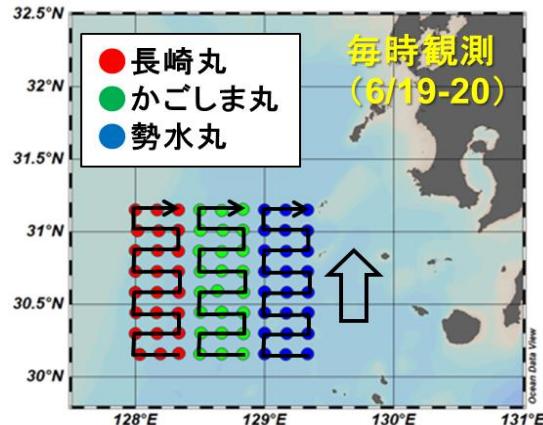 32.5°N
32°N
31.5°N
31°N
30.5°N
30°N
長崎丸
かごしま丸
勢水丸
毎時観測
(6/19-20)
128°E
129°E
130°E
131°E
Ocean Data View